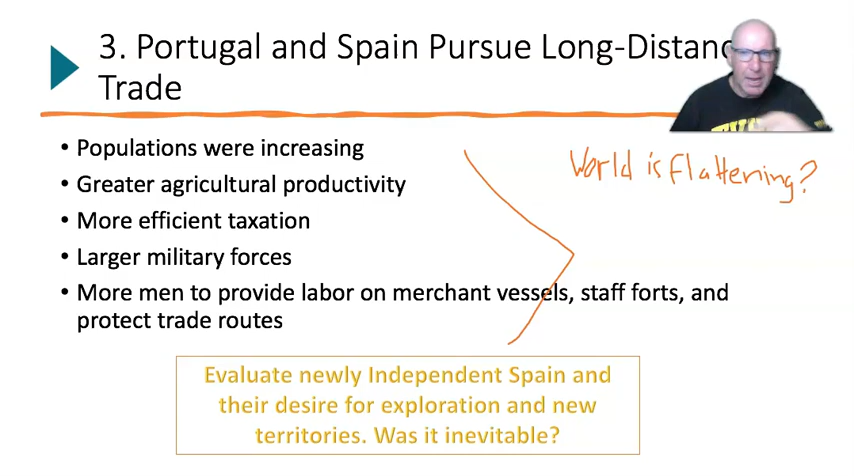 3. Portugal and Spain Pursue Long-Distanc
Trade
World is flattening?
• Populations were increasing
• Greater agricultural productivity
• More efficient taxation
• Larger military forces
• More men to provide labor on merchant vessels, staff forts, and
protect trade routes
Evaluate newly Independent Spain and
their desire for exploration and new
territories. Was it inevitable?